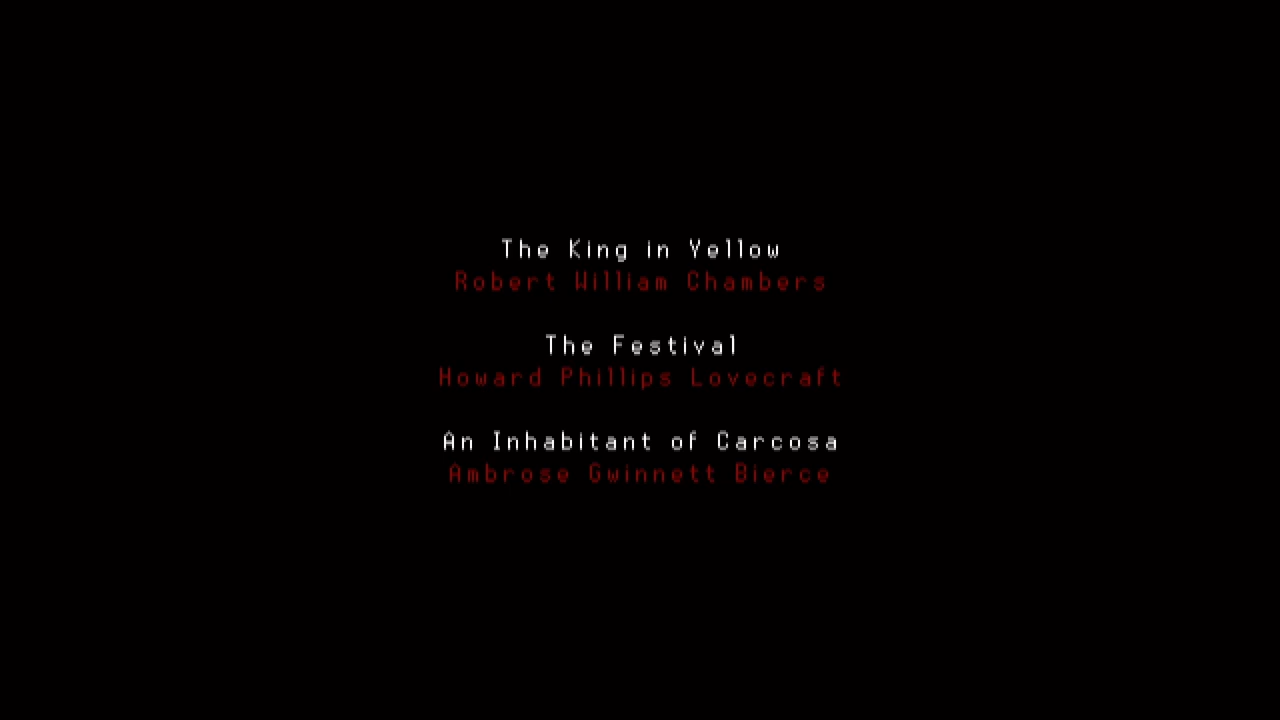 The King in Yellow
Robert William Chambers
The Festival
Howard Phillips Lovecraft
An Inhabitant of Carcosa
Ambrose Gwinnett Bierce